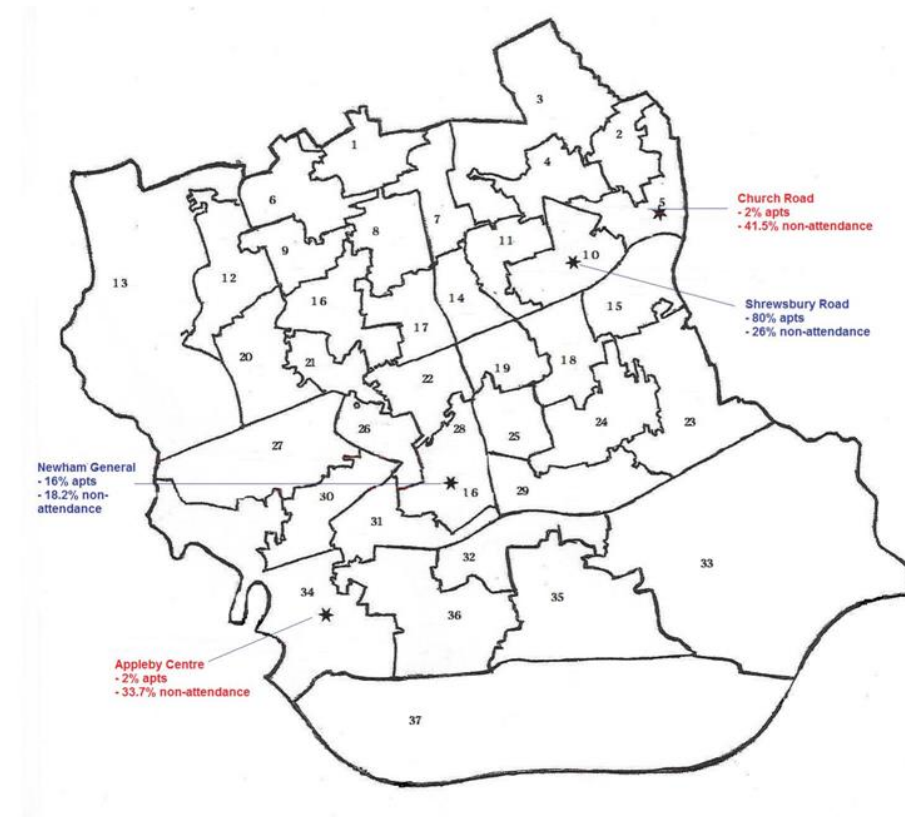 3
2
1
4
6
5
Church Road
- 2% apts
- 41.5% non-attendance
7
8
11
9
10
12
13
Shrewsbury Road
- 80% apts
- 26% non-attendance
16
14
15
17
20
21
19
18
22
26
28
25
24
23
27
Newham General
- 16% apts
- 18.2% non-
attendance
30
16
29
31
32
33
34
36
35
Appleby Centre
- 2% apts
- 33.7% non-attendance
37